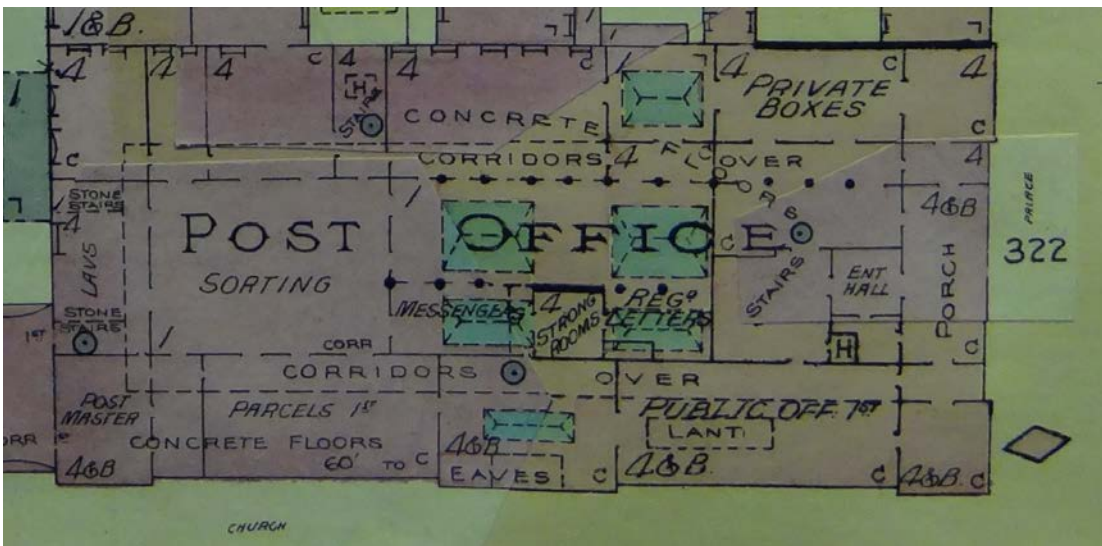 1&B.
4
4
4
C
4
4
C
4
C
4
H
STAIRS
PRIVATE
BOXES
CONCRETE
FLOORS
C
CORRIDORS
4
OVER
4
C
STONE
STAIRS
4
4&B
PALACE
322
POST OFFICE
C
LAVS
SORTING
STAIRS
ENT
HALL
PORCH
MESSENGERS
4
STRONG
ROOMS
REGD
LETTERS
STONE
STAIRS
1ST
1
CORR
H
C
CORRIDORS
OVER
POST
MASTER
PARCELS 1ST
PUBLIC OFF 1ST
CONCRETE FLOORS
4&B
LANT.
4&B
60' TO C
EAVES
C
4&B.
C
4&B.
C
CHURCH